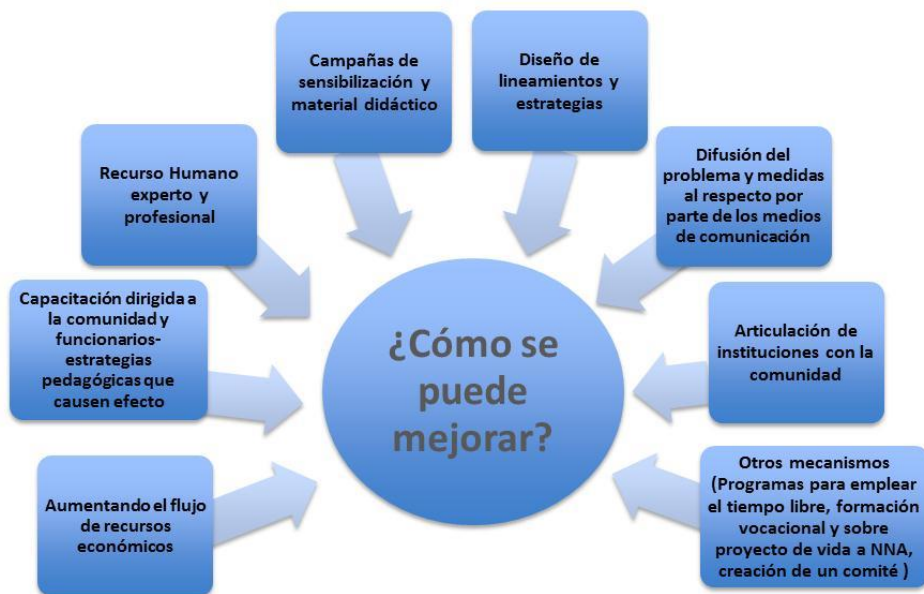 Campañas de
sensibilización y
material didáctico
Diseño de
lineamientos y
estrategias
Recurso Humano
experto y
profesional
Difusión del
problema y medidas
al respecto por
parte de los medios
de comunicación
Capacitación dirigida a
la comunidad y
funcionarios-
estrategias
pedagógicas que
causen efecto
¿Cómo se
puede
mejorar?
Articulación de
instituciones con la
comunidad
Aumentando el flujo
de recursos
económicos
Otros mecanismos
(Programas para emplear
el tiempo libre, formación
vocacional y sobre
proyecto de vida a NNA,
creación de un comité )